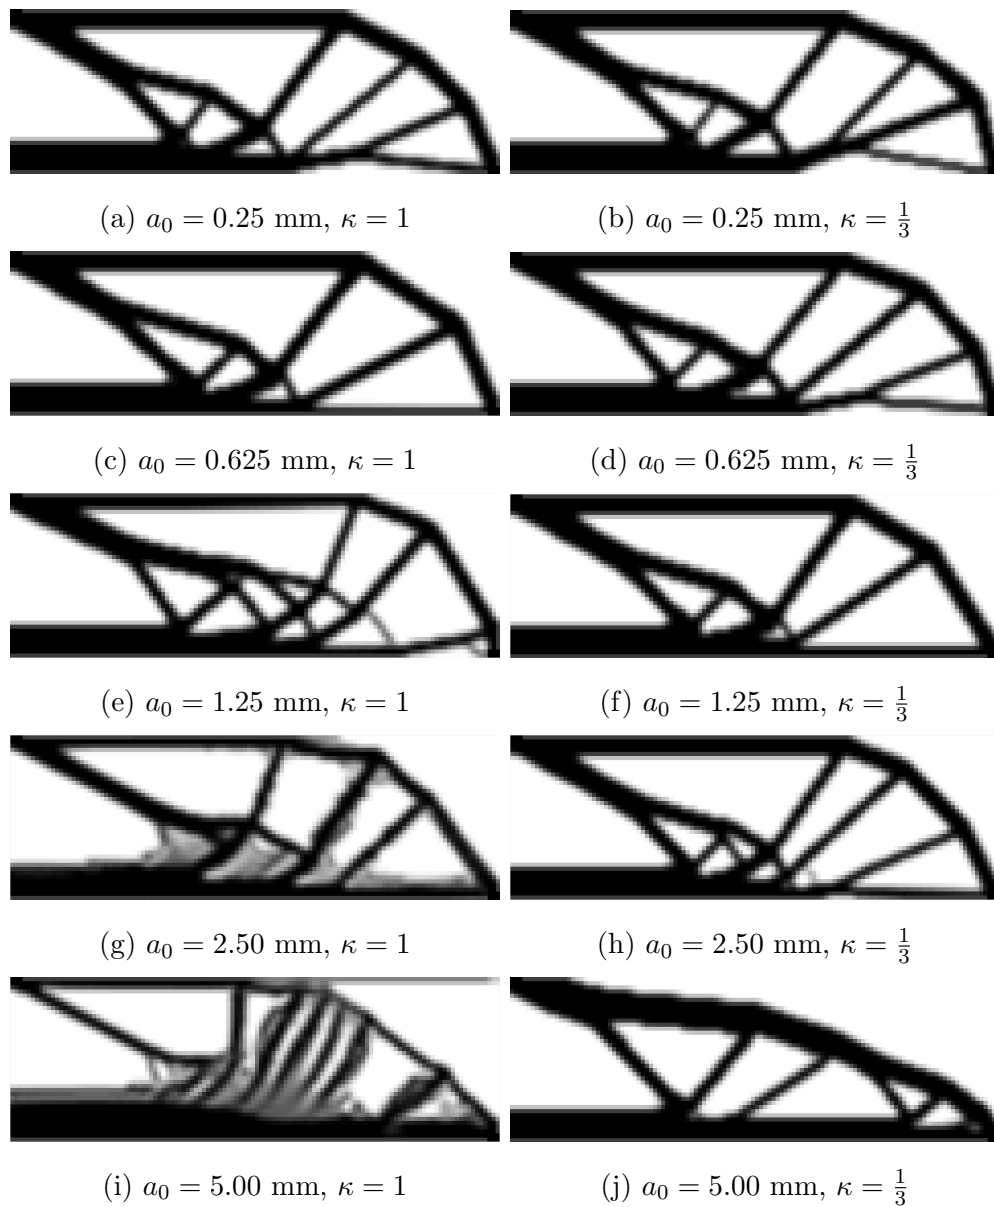 (a) a₀ = 0.25 mm, κ = 1
(b) a₀ = 0.25 mm, κ = 1/3
(c) a₀ = 0.625 mm, κ = 1
(d) a₀ = 0.625 mm, κ = 1/3
(e) a₀ = 1.25 mm, κ = 1
(f) a₀ = 1.25 mm, κ = 1/3
(g) a₀ = 2.50 mm, κ = 1
(h) a₀ = 2.50 mm, κ = 1/3
(i) a₀ = 5.00 mm, κ = 1
(j) a₀ = 5.00 mm, κ = 1/3